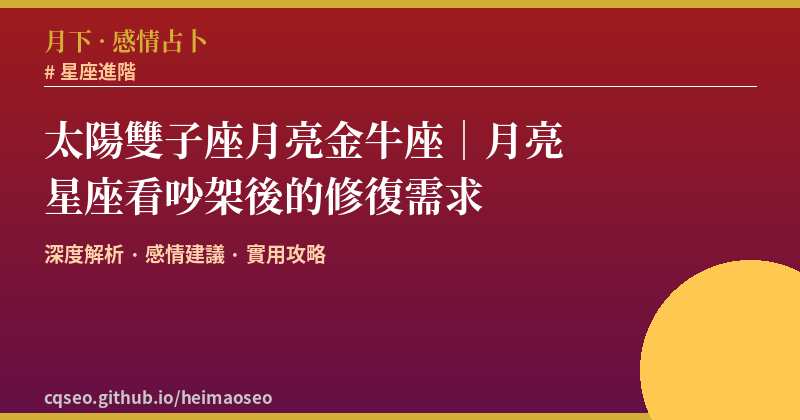 月下 · 感情占卜
# 星座進階
太陽雙子座月亮金牛座｜月亮
星座看吵架後的修復需求
深度解析 · 感情建議 · 實用攻略
cqseo.github.io/heimaoseo